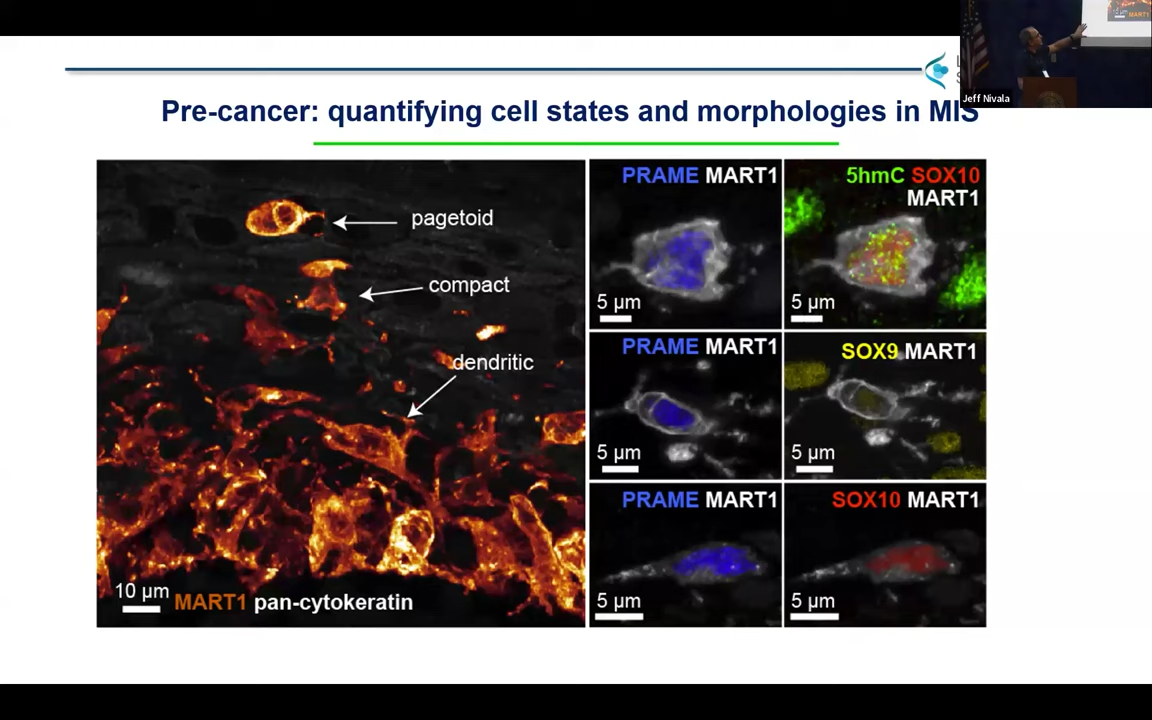 Pre-cancer: quantifying cell states and morphologies in MIS
pagetoid
compact
dendritic
10 µm
MART1 pan-cytokeratin
PRAME MART1
5 µm
5hmC SOX10
MART1
5 µm
PRAME MART1
5 µm
SOX9 MART1
5 µm
PRAME MART1
5 µm
SOX10 MART1
5 µm
Jeff Nivala
MART1